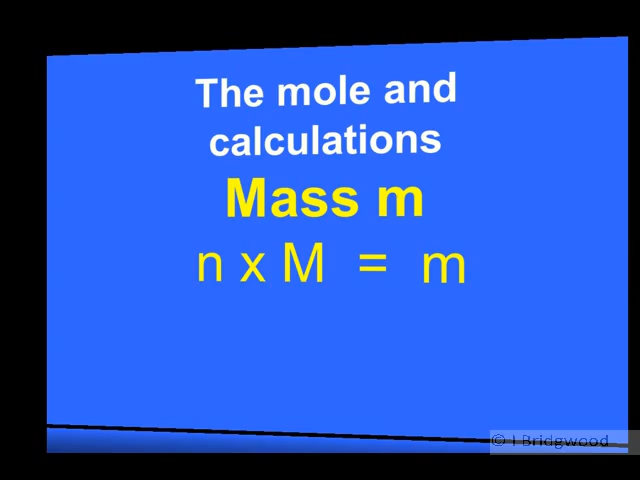 The mole and
calculations
Mass m
n x M = m
© I Bridgwood